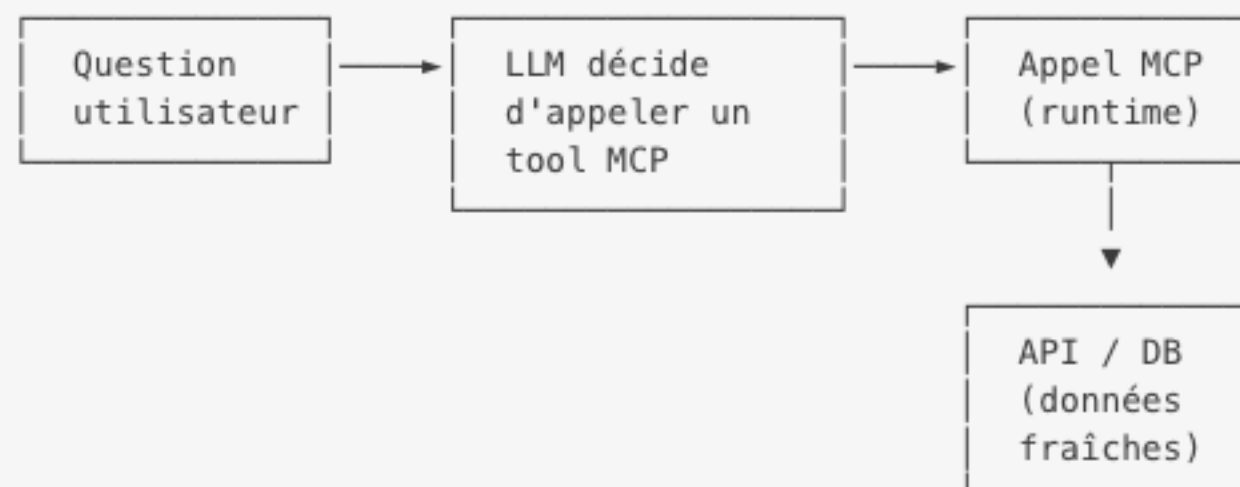 Question
utilisateur
LLM décide
d'appeler un
tool MCP
Appel MCP
(runtime)
API / DB
(données
fraîches)